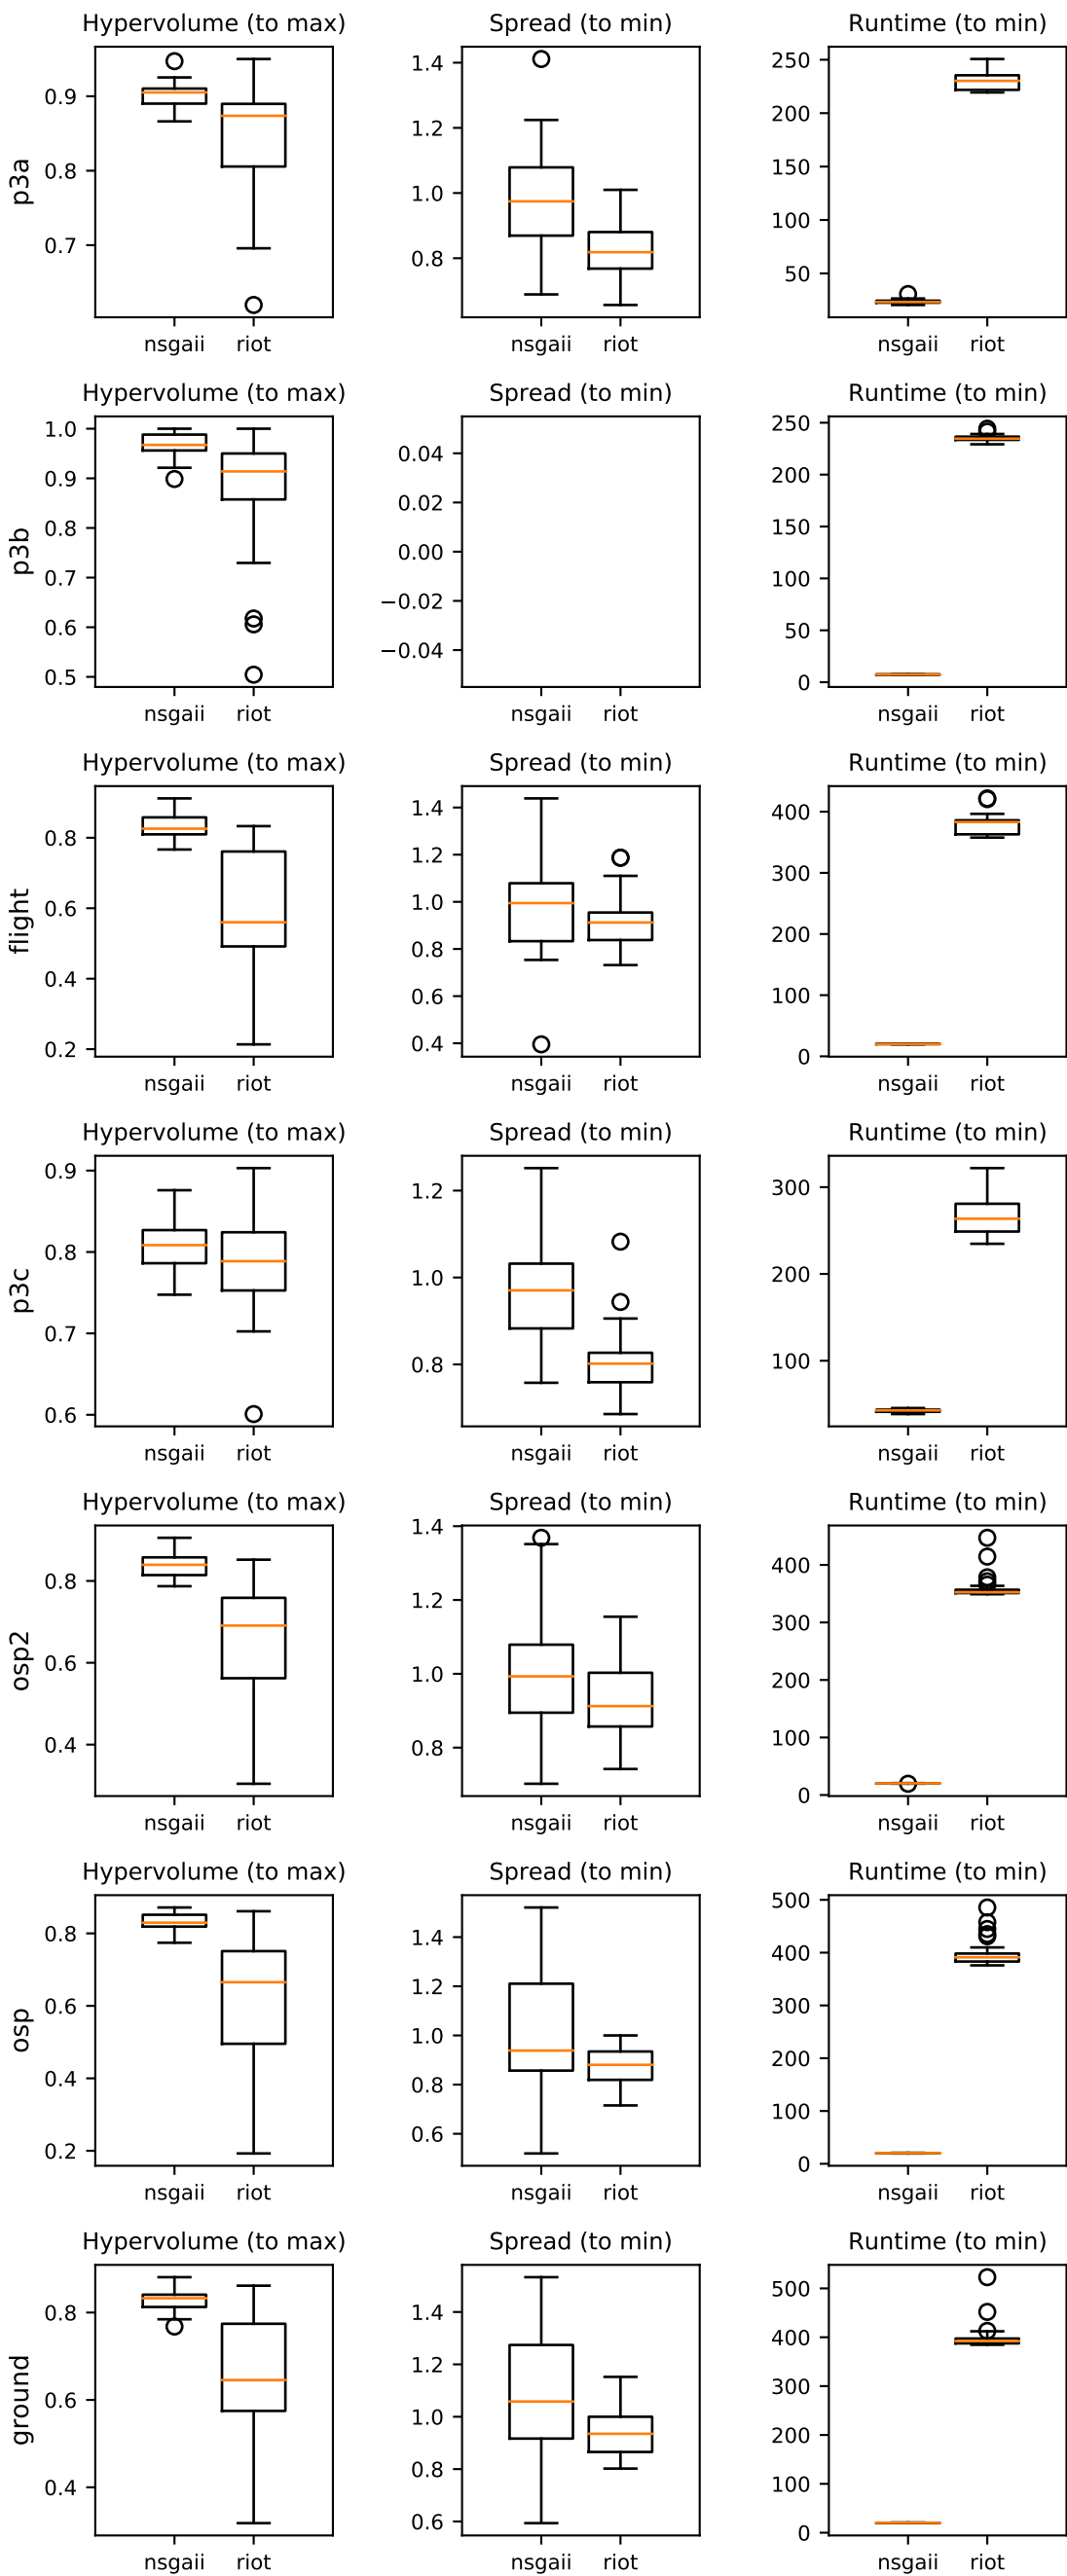 Hypervolume (to max) Spread (to min) Runtime (to min)
p3a
0.9
0.8
0.7
nsgaii riot
1.4
1.2
1.0
0.8
nsgaii riot
250
200
150
100
50
nsgaii riot
Hypervolume (to max) Spread (to min) Runtime (to min)
p3b
1.0
0.9
0.8
0.7
0.6
0.5
nsgaii riot
0.04
0.02
0.00
−0.02
−0.04
nsgaii riot
250
200
150
100
50
0
nsgaii riot
Hypervolume (to max) Spread (to min) Runtime (to min)
flight
0.8
0.6
0.4
0.2
nsgaii riot
1.4
1.2
1.0
0.8
0.6
0.4
nsgaii riot
400
300
200
100
0
nsgaii riot
Hypervolume (to max) Spread (to min) Runtime (to min)
p3c
0.9
0.8
0.7
0.6
nsgaii riot
1.2
1.0
0.8
nsgaii riot
300
200
100
nsgaii riot
Hypervolume (to max) Spread (to min) Runtime (to min)
osp2
0.8
0.6
0.4
nsgaii riot
1.4
1.2
1.0
0.8
nsgaii riot
400
300
200
100
0
nsgaii riot
Hypervolume (to max) Spread (to min) Runtime (to min)
osp
0.8
0.6
0.4
0.2
nsgaii riot
1.4
1.2
1.0
0.8
0.6
nsgaii riot
500
400
300
200
100
0
nsgaii riot
Hypervolume (to max) Spread (to min) Runtime (to min)
ground
0.8
0.6
0.4
nsgaii riot
1.4
1.2
1.0
0.8
0.6
nsgaii riot
500
400
300
200
100
0
nsgaii riot